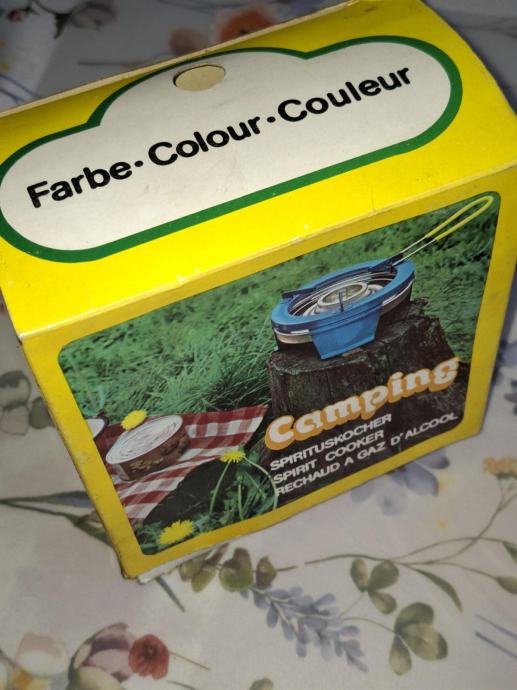 Farbe·Colour·Couleur
Camping
SPIRITUSKOCHER
SPIRIT COOKER
RECHAUD A GAZ D'ALCOOL